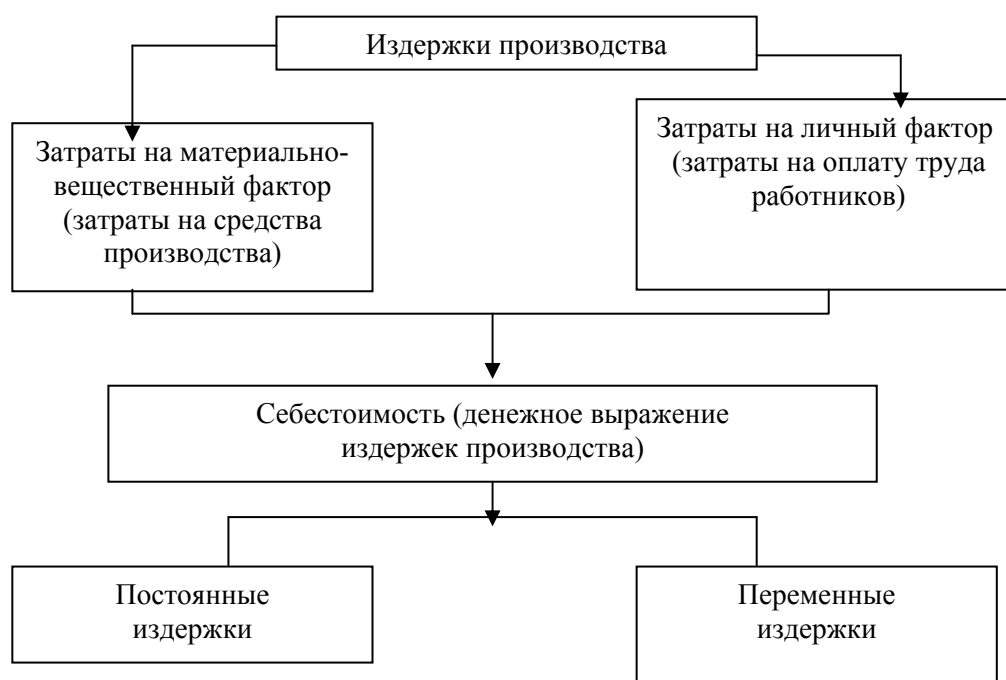 Издержки производства
Затраты на материально-
вещественный фактор
(затраты на средства
производства)
Затраты на личный фактор
(затраты на оплату труда
работников)
Себестоимость (денежное выражение
издержек производства)
Постоянные
издержки
Переменные
издержки